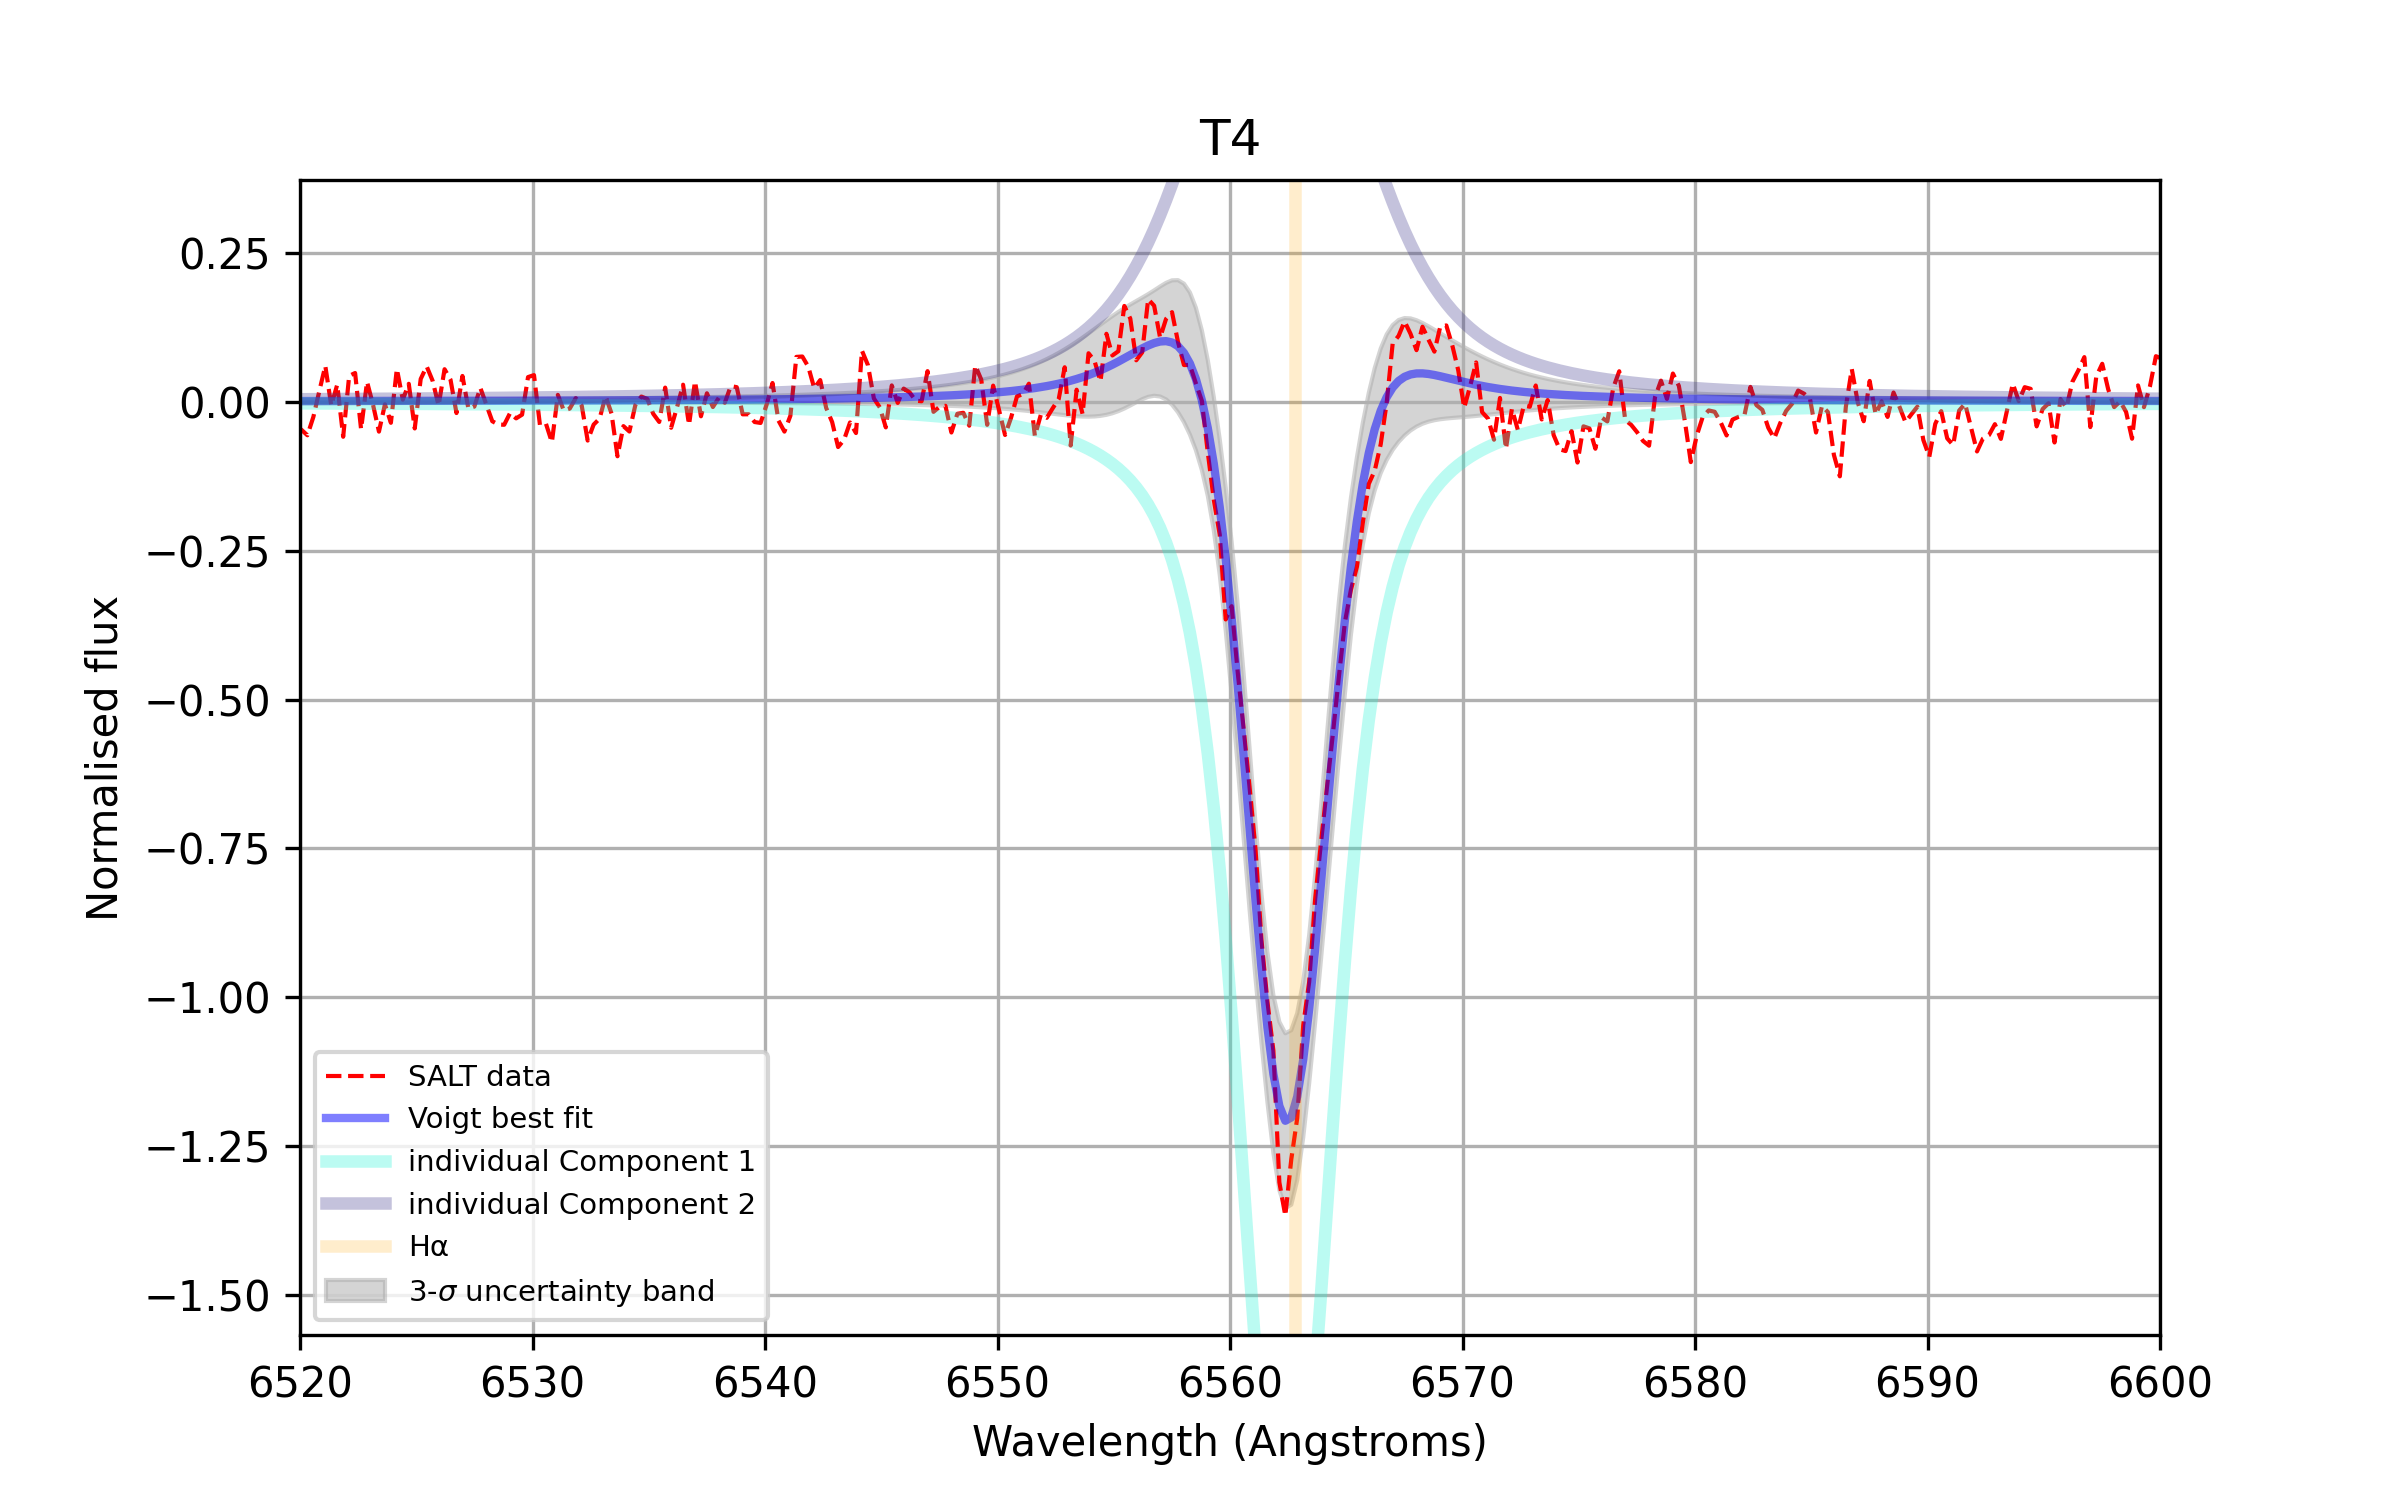 T4
Normalised flux
0.25
0.00
−0.25
−0.50
−0.75
−1.00
−1.25
−1.50
SALT data
Voigt best fit
individual Component 1
individual Component 2
Hα
3-σ uncertainty band
6520 6530 6540 6550 6560 6570 6580 6590 6600
Wavelength (Angstroms)